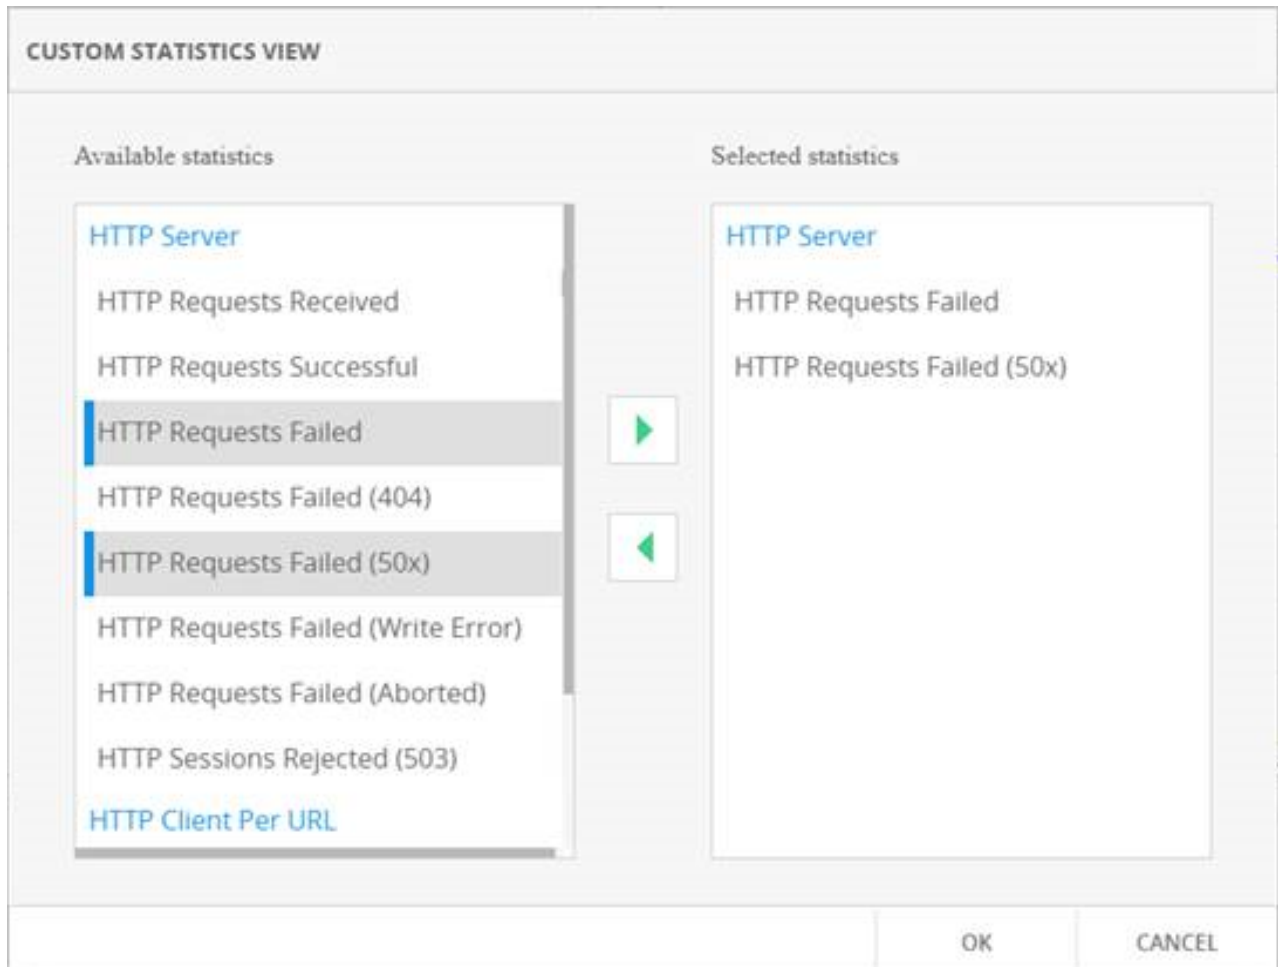 CUSTOM STATISTICS VIEW
Available statistics
HTTP Server
HTTP Requests Received
HTTP Requests Successful
HTTP Requests Failed
HTTP Requests Failed (404)
HTTP Requests Failed (50x)
HTTP Requests Failed (Write Error)
HTTP Requests Failed (Aborted)
HTTP Sessions Rejected (503)
HTTP Client Per URL
Selected statistics
HTTP Server
HTTP Requests Failed
HTTP Requests Failed (50x)
OK
CANCEL